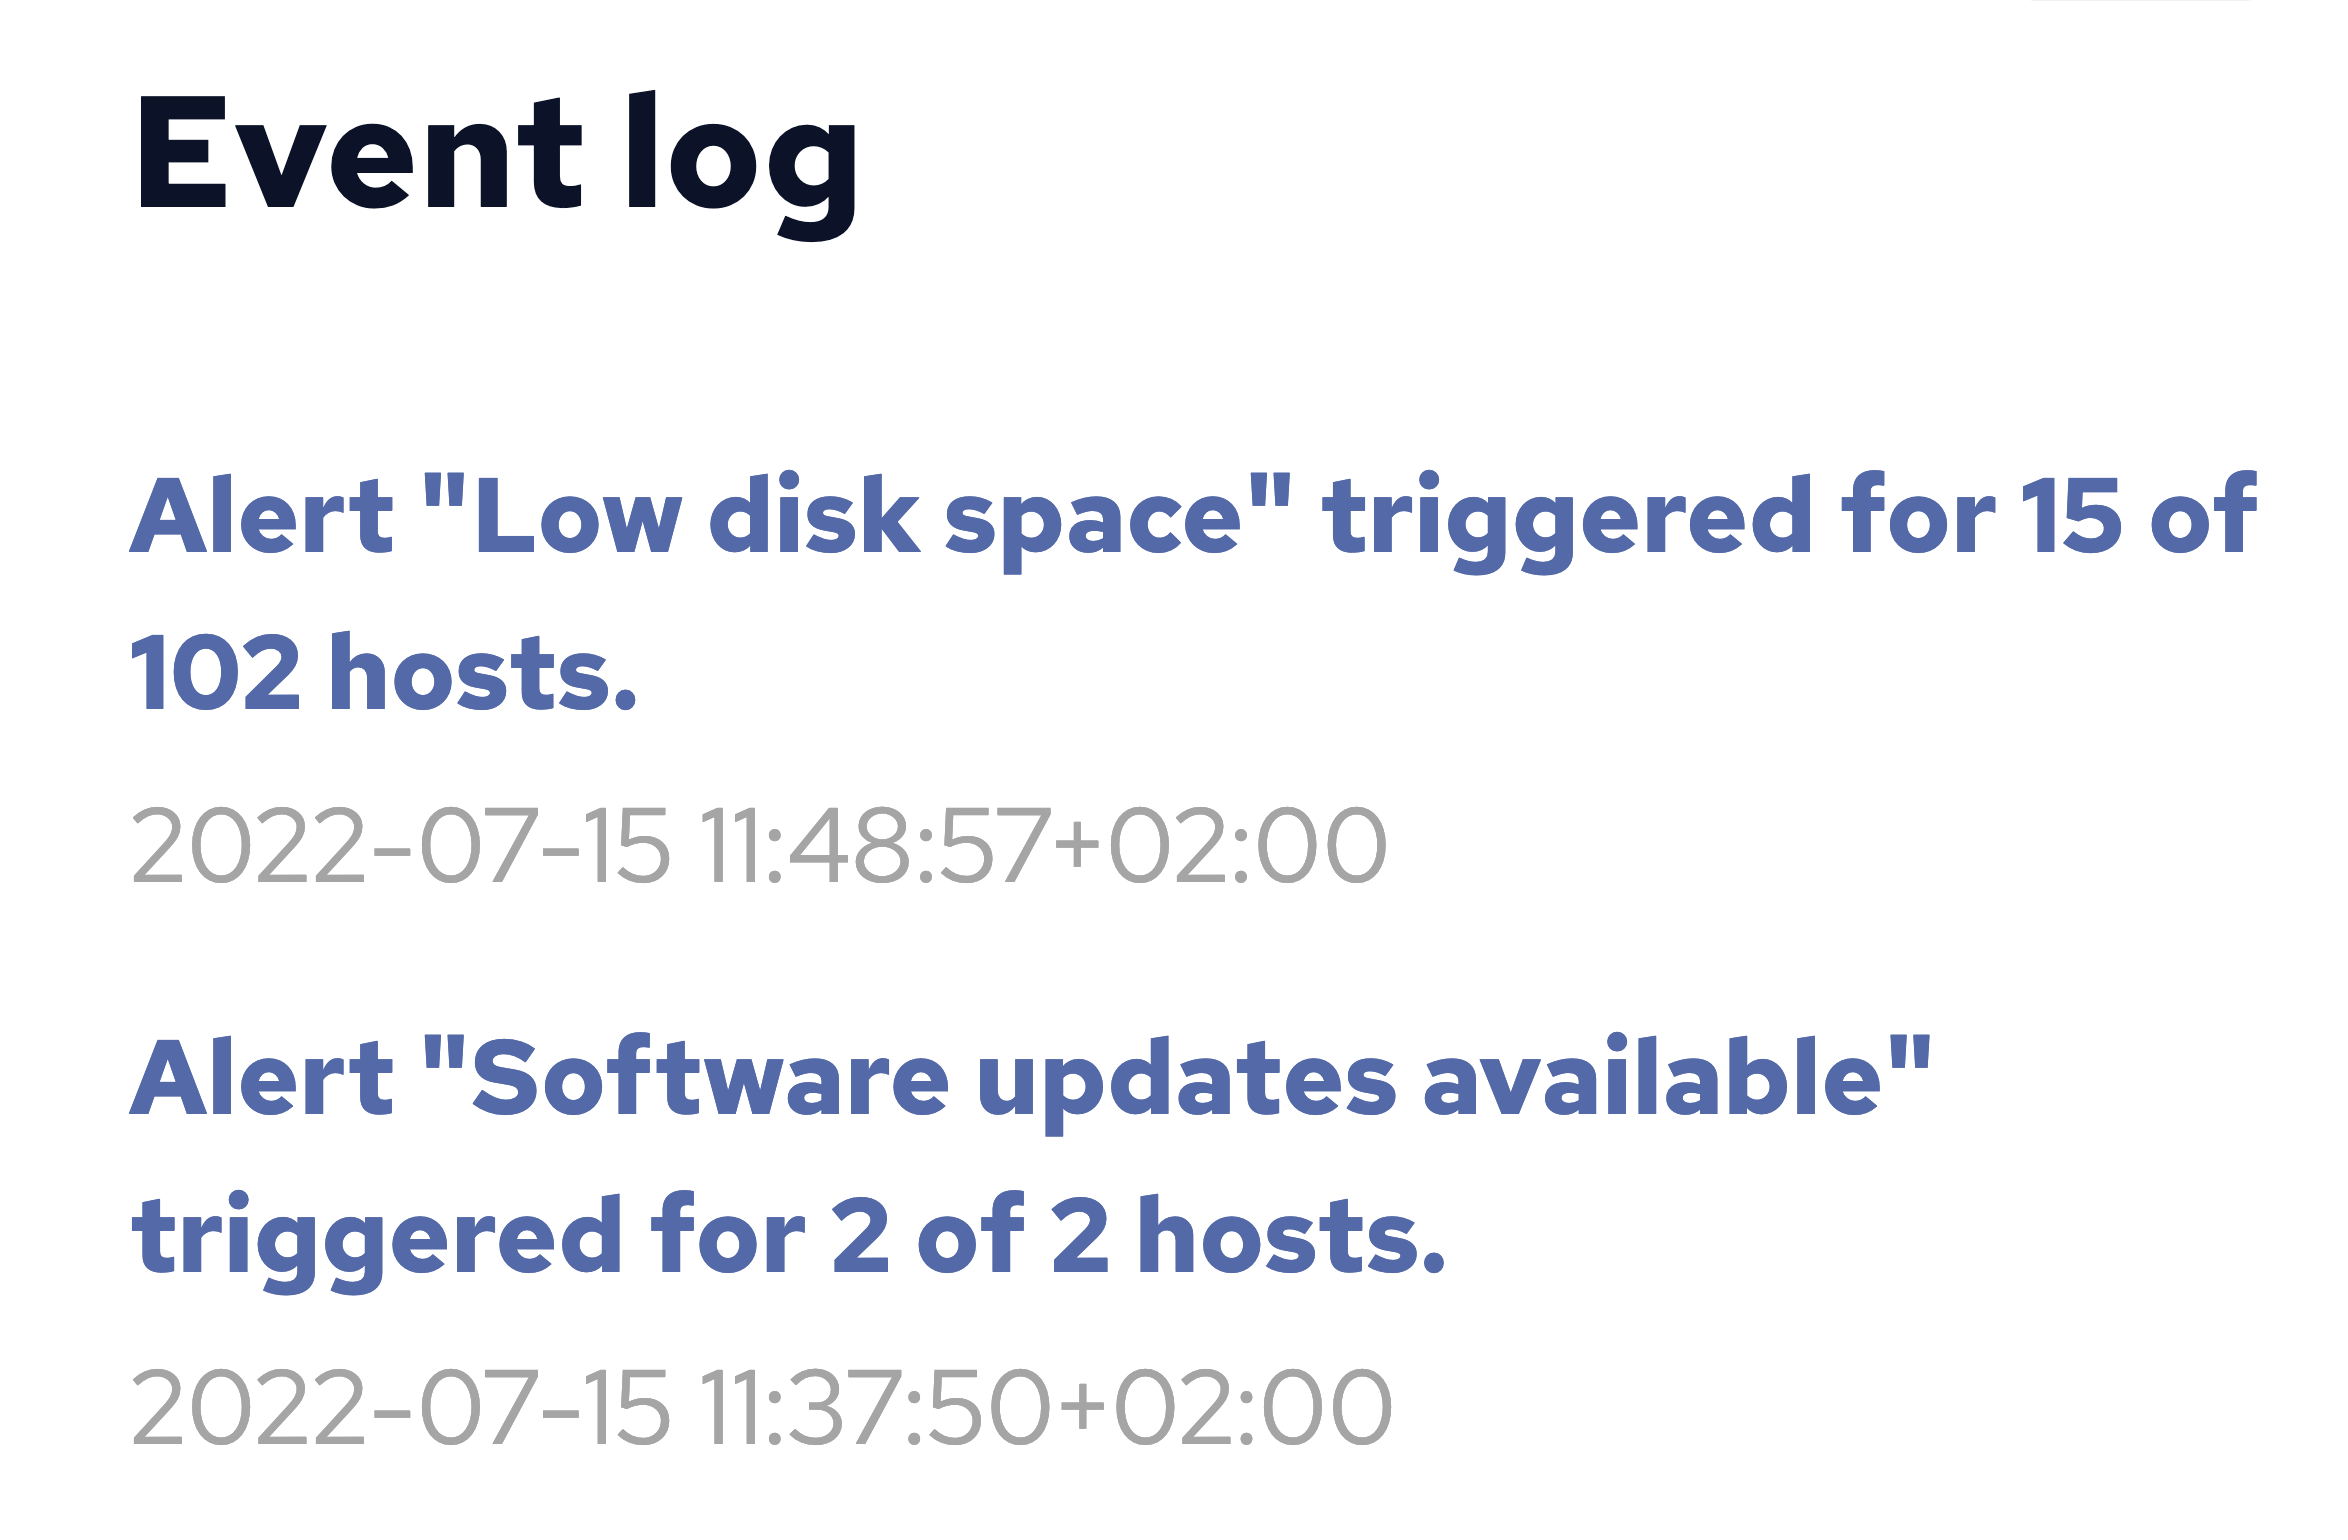 Event log
Alert "Low disk space" triggered for 15 of
102 hosts.
2022-07-15 11:48:57+02:00
Alert "Software updates available"
triggered for 2 of 2 hosts.
2022-07-15 11:37:50+02:00